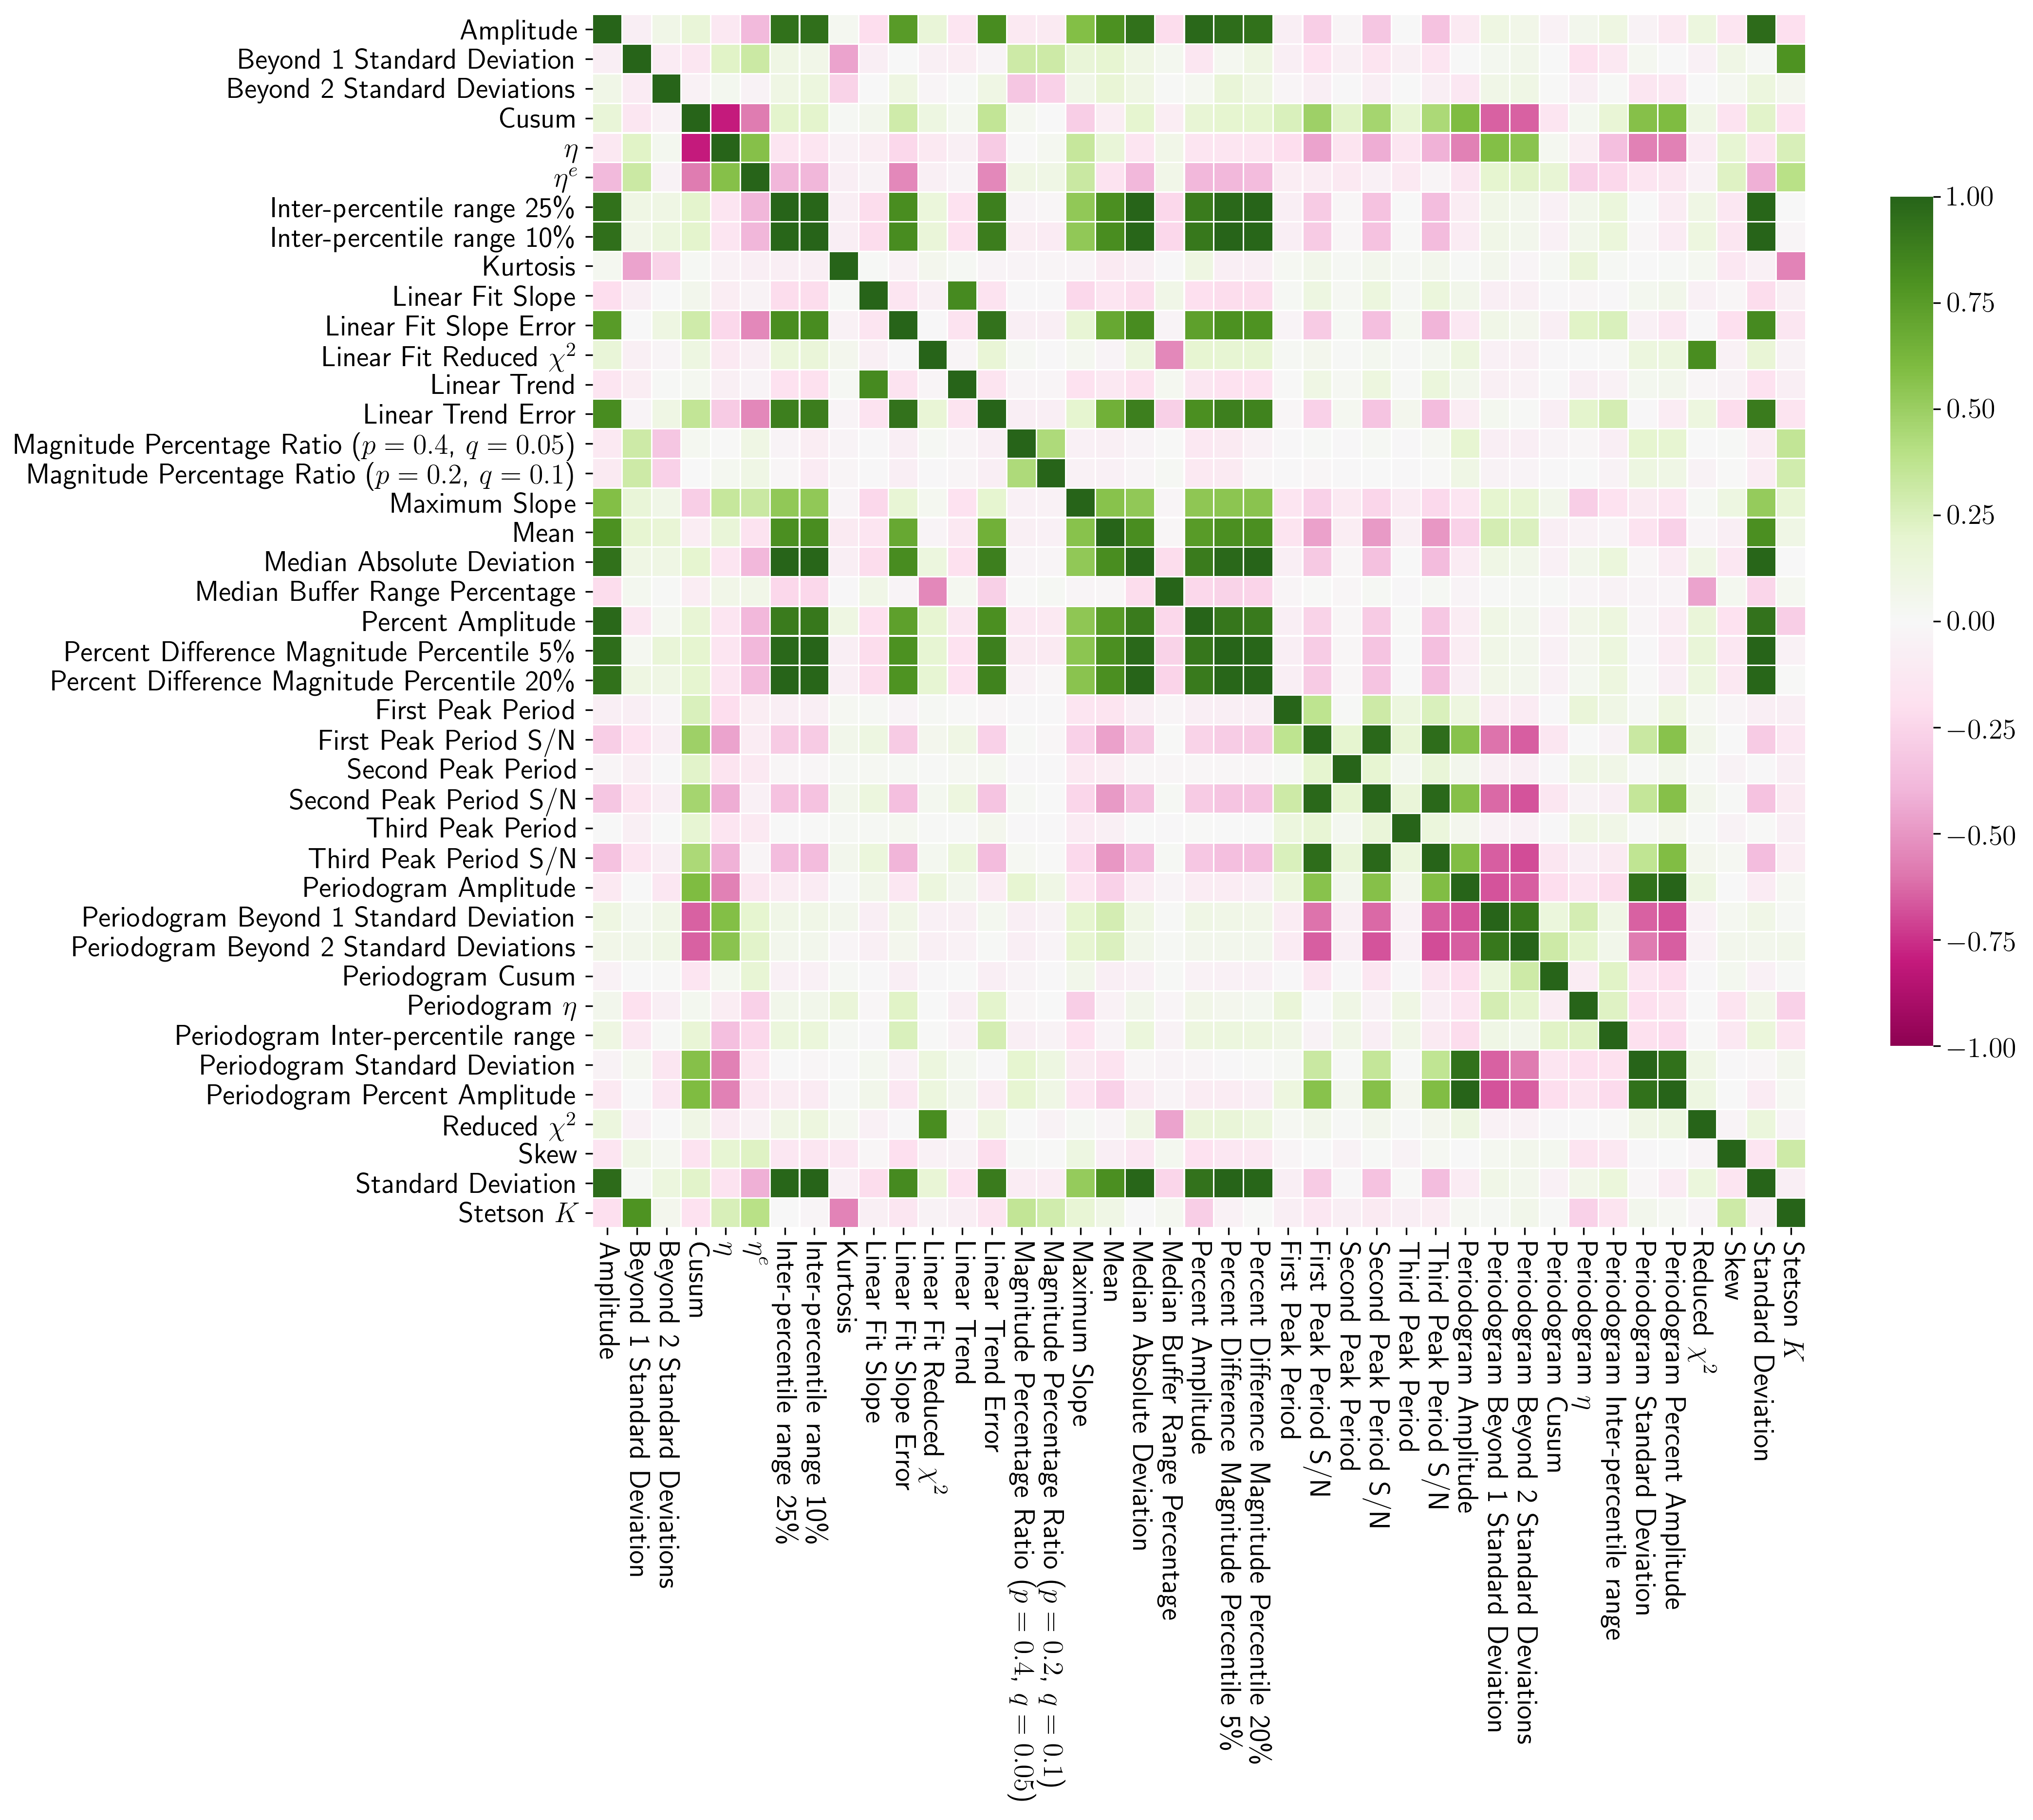 Amplitude
Beyond 1 Standard Deviation
Beyond 2 Standard Deviations
Cusum
η
ηᵉ
Inter-percentile range 25%
Inter-percentile range 10%
Kurtosis
Linear Fit Slope
Linear Fit Slope Error
Linear Fit Reduced χ²
Linear Trend
Linear Trend Error
Magnitude Percentage Ratio (p = 0.4, q = 0.05)
Magnitude Percentage Ratio (p = 0.2, q = 0.1)
Maximum Slope
Mean
Median Absolute Deviation
Median Buffer Range Percentage
Percent Amplitude
Percent Difference Magnitude Percentile 5%
Percent Difference Magnitude Percentile 20%
First Peak Period
First Peak Period S/N
Second Peak Period
Second Peak Period S/N
Third Peak Period
Third Peak Period S/N
Periodogram Amplitude
Periodogram Beyond 1 Standard Deviation
Periodogram Beyond 2 Standard Deviations
Periodogram Cusum
Periodogram η
Periodogram Inter-percentile range
Periodogram Standard Deviation
Periodogram Percent Amplitude
Reduced χ²
Skew
Standard Deviation
Stetson K
Amplitude
Beyond 1 Standard Deviation
Beyond 2 Standard Deviations
Cusum
η
ηᵉ
Inter-percentile range 25%
Inter-percentile range 10%
Kurtosis
Linear Fit Slope
Linear Fit Slope Error
Linear Fit Reduced χ²
Linear Trend
Linear Trend Error
Magnitude Percentage Ratio (p = 0.4, q = 0.05)
Magnitude Percentage Ratio (p = 0.2, q = 0.1)
Maximum Slope
Mean
Median Absolute Deviation
Median Buffer Range Percentage
Percent Amplitude
Percent Difference Magnitude Percentile 5%
Percent Difference Magnitude Percentile 20%
First Peak Period
First Peak Period S/N
Second Peak Period
Second Peak Period S/N
Third Peak Period
Third Peak Period S/N
Periodogram Amplitude
Periodogram Beyond 1 Standard Deviation
Periodogram Beyond 2 Standard Deviations
Periodogram Cusum
Periodogram η
Periodogram Inter-percentile range
Periodogram Standard Deviation
Periodogram Percent Amplitude
Reduced χ²
Skew
Standard Deviation
Stetson K
1.00
0.75
0.50
0.25
0.00
−0.25
−0.50
−0.75
−1.00